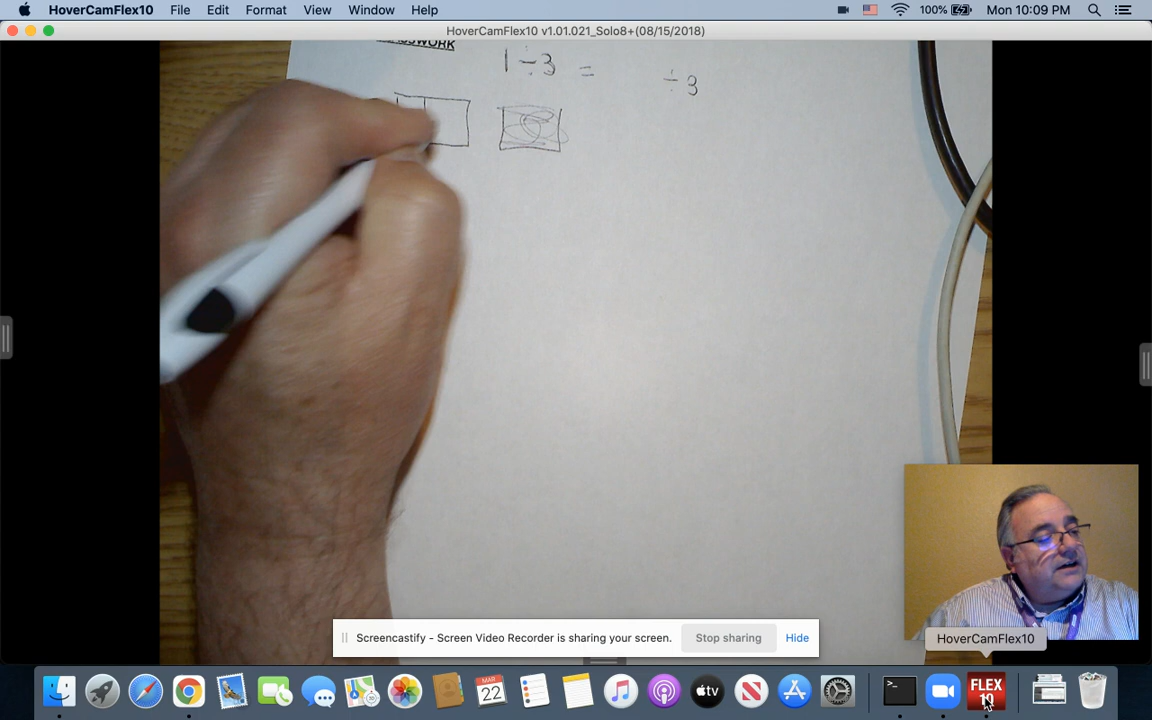 HoverCamFlex10 File Edit View Window Help 100% Mon 10:09 PM
HoverCamFlex10 v1.01.021_Solo8+(08/15/2018)
1 ÷ 3 = ÷ 3
Screencastify - Screen Video Recorder is sharing your screen. Stop sharing Hide
HoverCamFlex10
MAR
22
tv
>_
FLEX
10